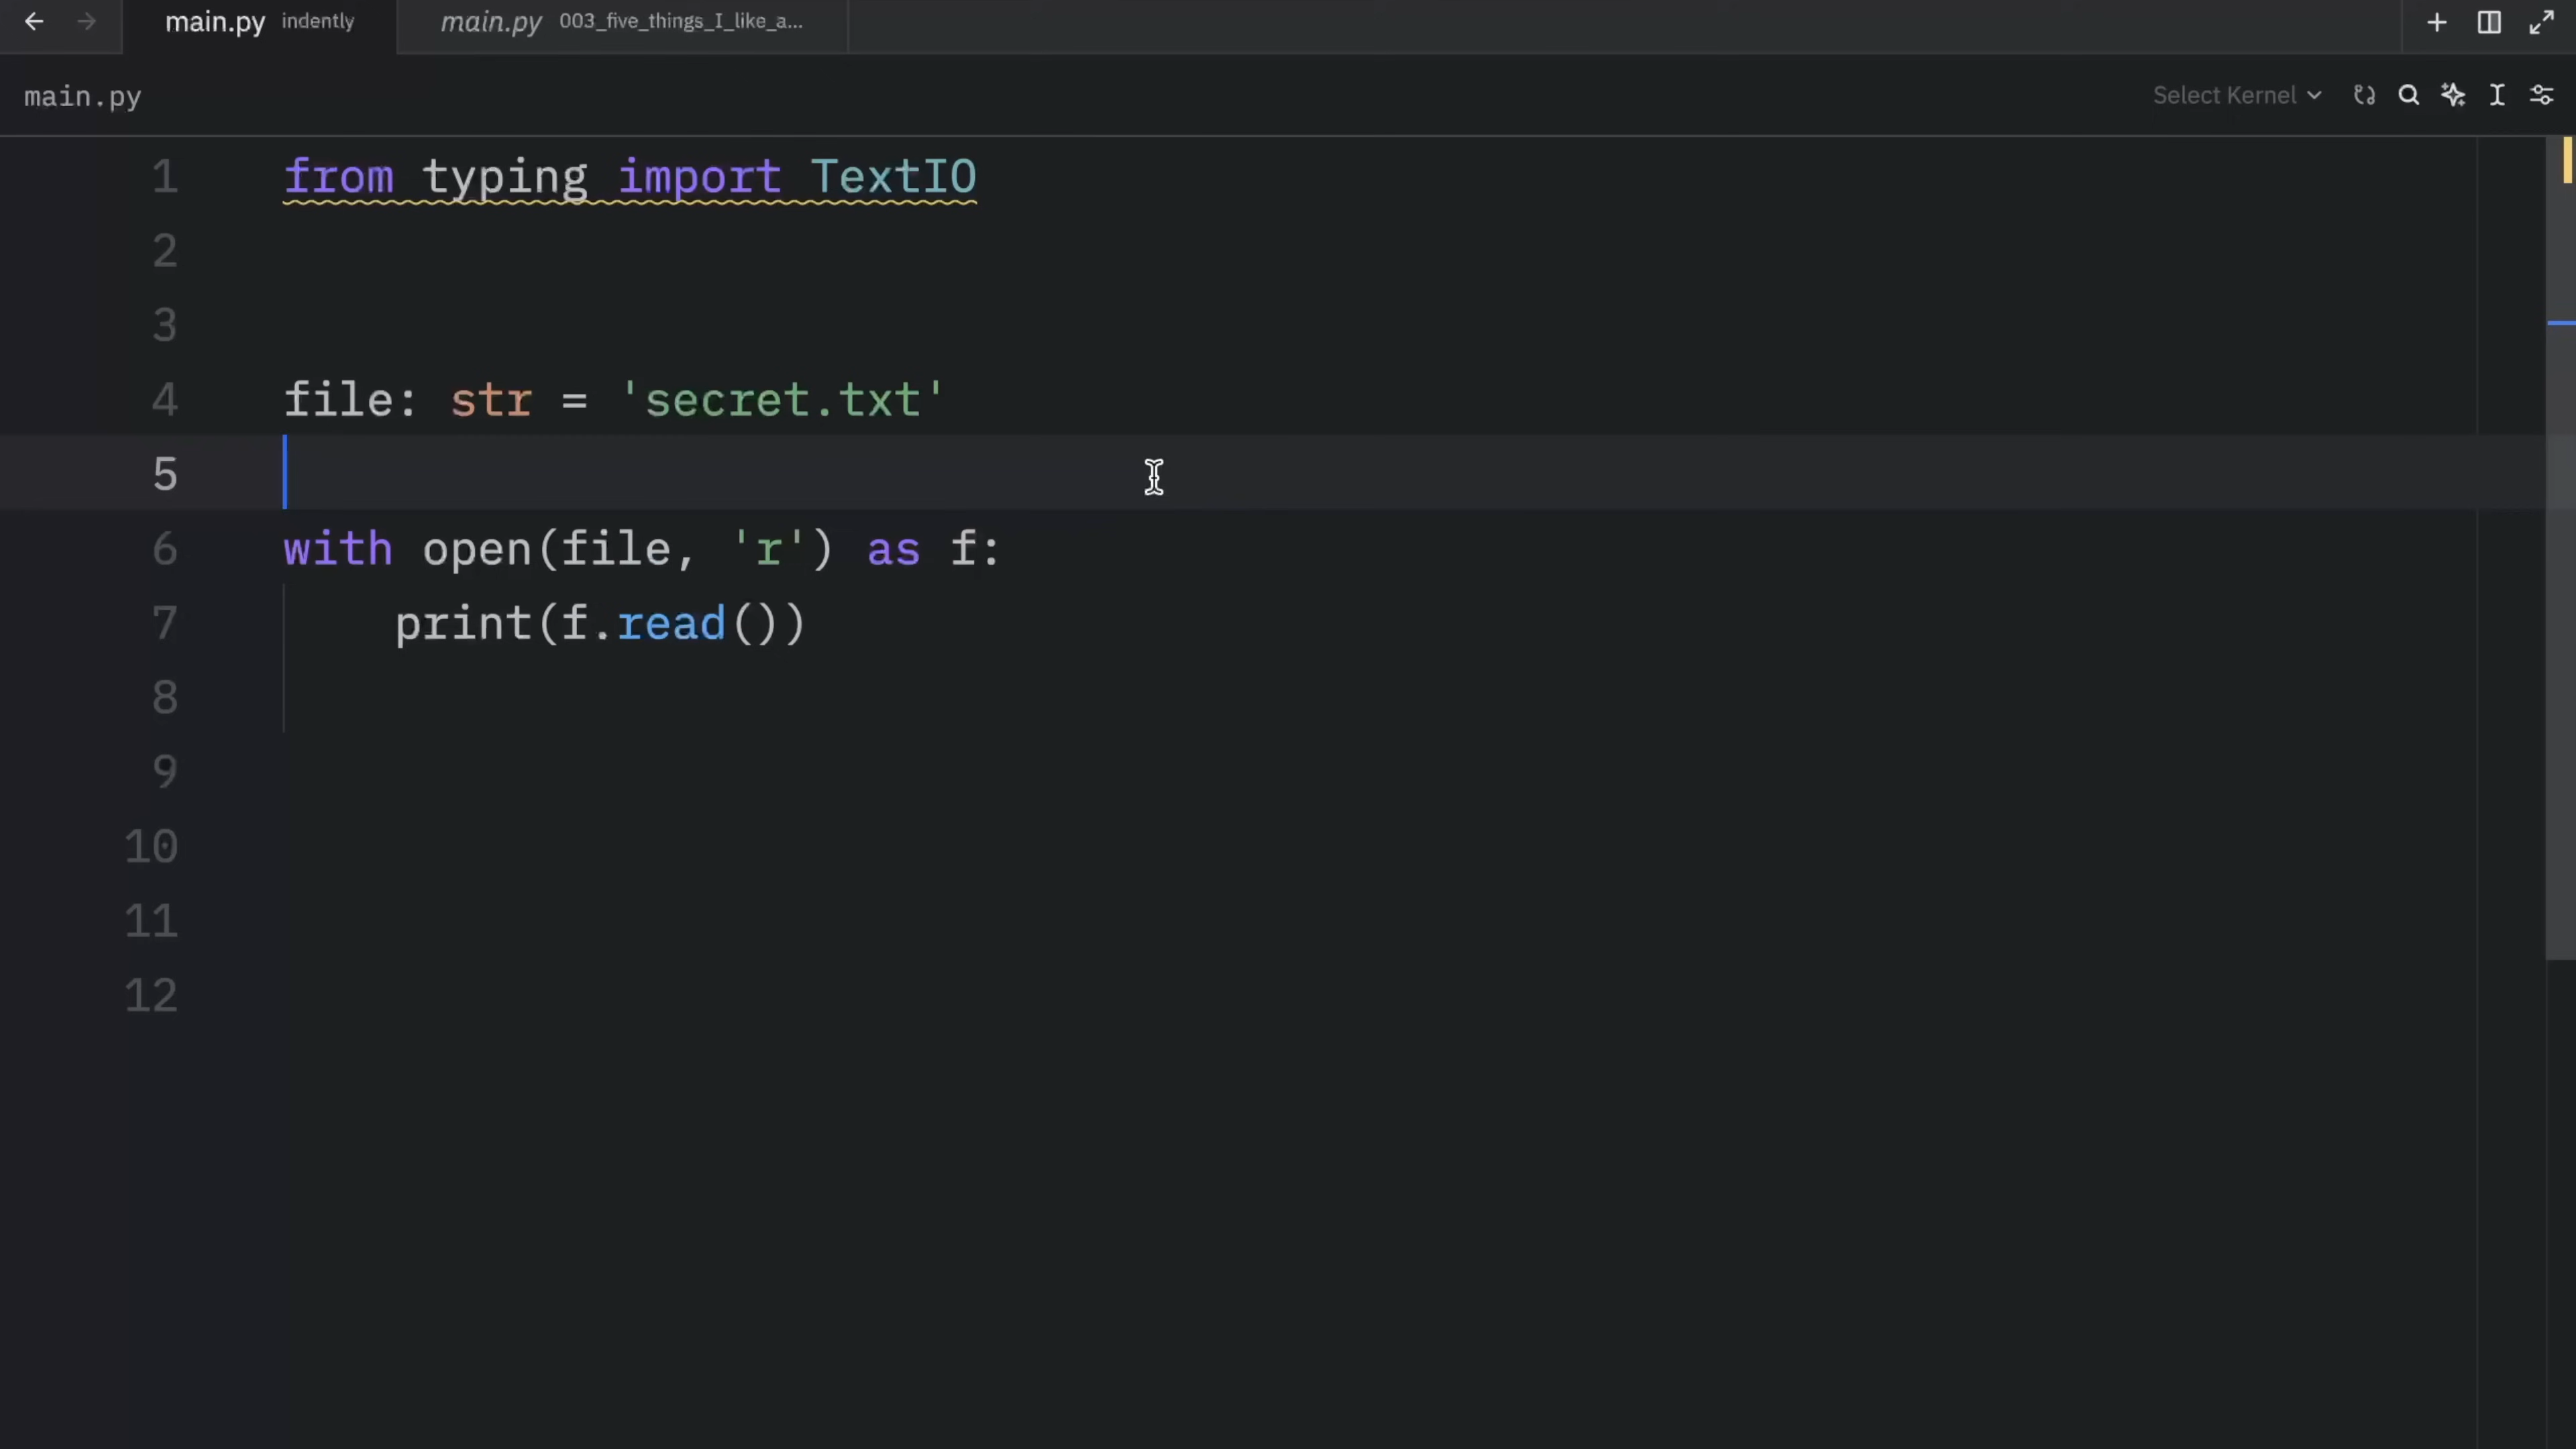 main.py indently main.py 003_five_things_I_like_a...
main.py Select Kernel
1 from typing import TextIO
2
3
4 file: str = 'secret.txt'
5
6 with open(file, 'r') as f:
7     print(f.read())
8
9
10
11
12